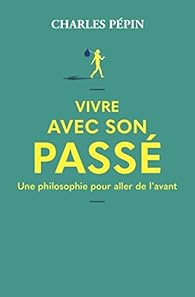 CHARLES PÉPIN
VIVRE
AVEC SON
PASSÉ
Une philosophie pour aller de l'avant